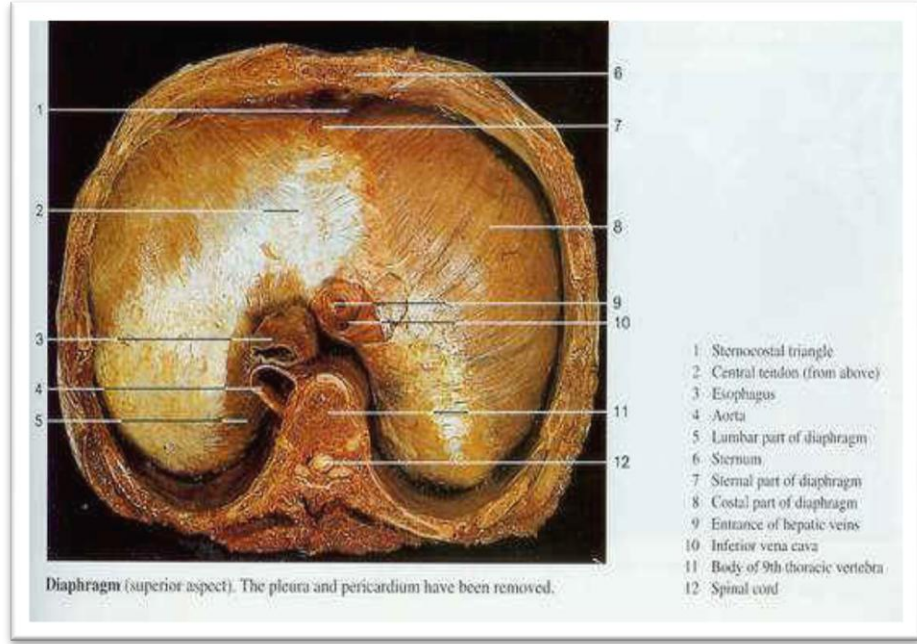 1
2
3
4
5
6
7
8
9
10
11
12
1 Sternocostal triangle
2 Central tendon (from above)
3 Esophagus
4 Aorta
5 Lumbar part of diaphragm
6 Sternum
7 Sternal part of diaphragm
8 Costal part of diaphragm
9 Entrance of hepatic veins
10 Inferior vena cava
11 Body of 9th thoracic vertebra
12 Spinal cord
Diaphragm (superior aspect). The pleura and pericardium have been removed.